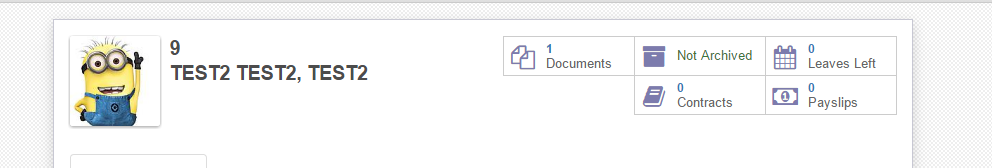 9
TEST2 TEST2, TEST2
1
Documents
Not Archived
0
Leaves Left
0
Contracts
0
Payslips